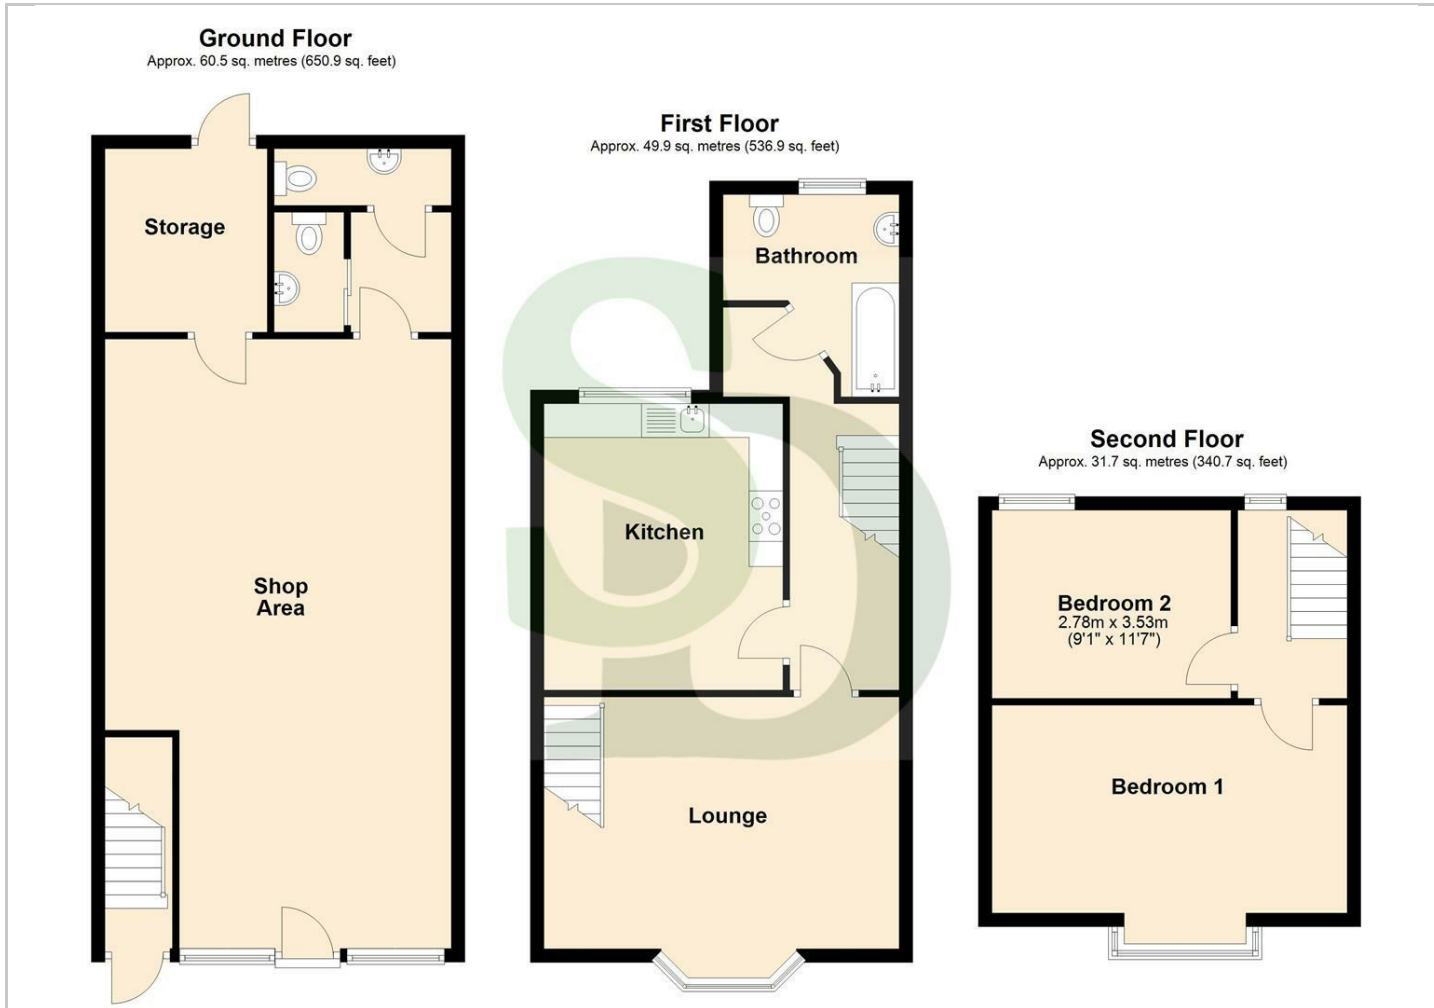 Ground Floor
Approx. 60.5 sq. metres (650.9 sq. feet)
Storage
Shop
Area
First Floor
Approx. 49.9 sq. metres (536.9 sq. feet)
Bathroom
Kitchen
Lounge
Second Floor
Approx. 31.7 sq. metres (340.7 sq. feet)
Bedroom 2
2.78m x 3.53m
(9'1" x 11'7")
Bedroom 1
SD